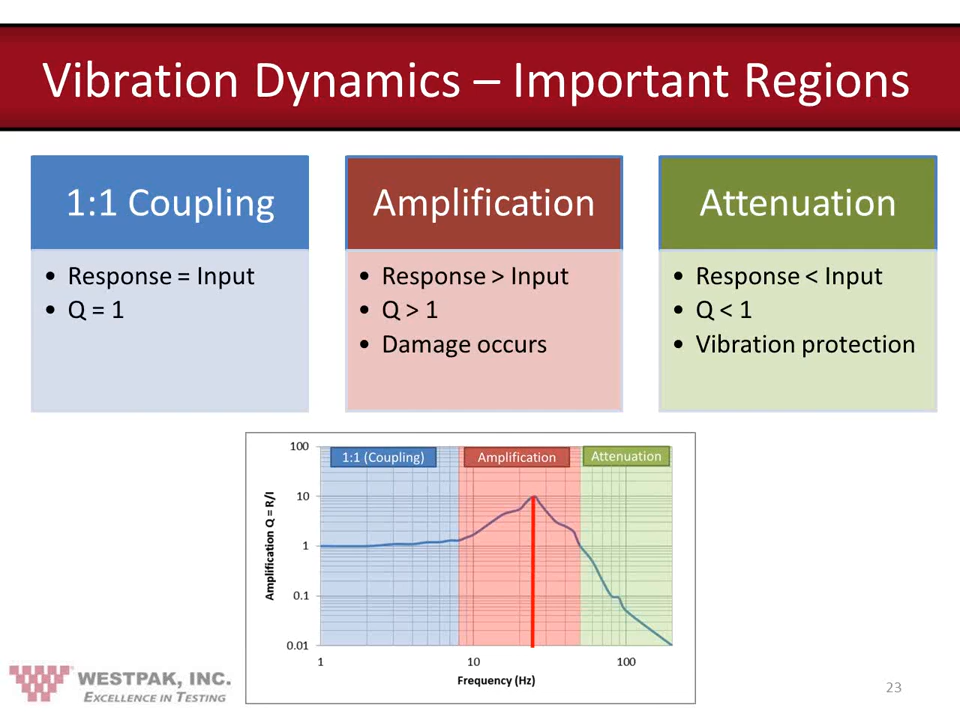 Vibration Dynamics – Important Regions
1:1 Coupling
• Response = Input
• Q = 1
Amplification
• Response > Input
• Q > 1
• Damage occurs
Attenuation
• Response < Input
• Q < 1
• Vibration protection
1:1 (Coupling)
Amplification
Attenuation
Amplification Q = R/I
100
10
1
0.1
0.01
1
10
100
Frequency (Hz)
WESTPAK, INC.
EXCELLENCE IN TESTING
23